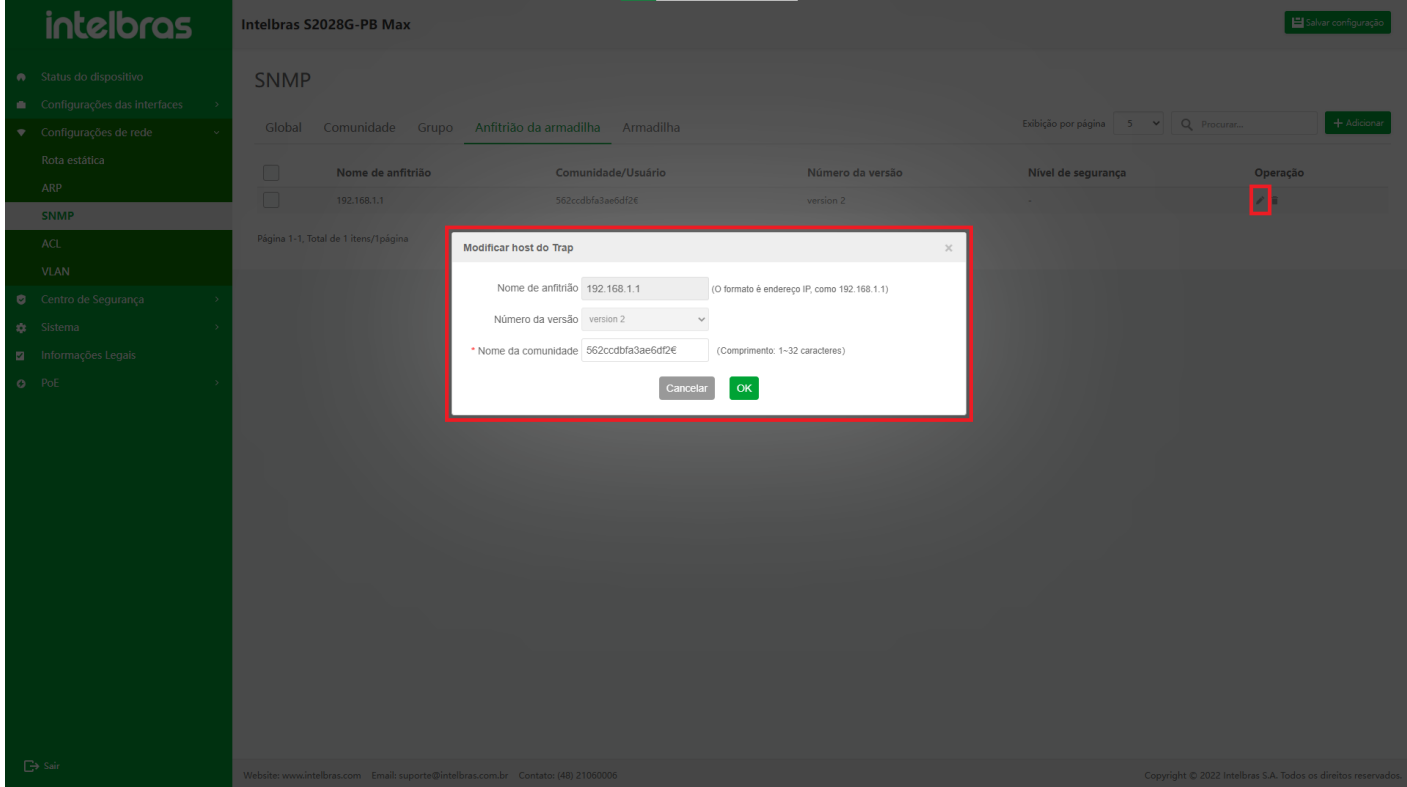 intelbras
Intelbras S2028G-PB Max
Salvar configuração
Status do dispositivo
Configurações das interfaces
Configurações de rede
Rota estática
ARP
SNMP
ACL
VLAN
Centro de Segurança
Sistema
Informações Legais
PoE
Sair
SNMP
Global Comunidade Grupo Anfitrião da armadilha Armadilha
Exibição por página 5 Procurar... + Adicionar
Nome de anfitrião Comunidade/Usuário Número da versão Nível de segurança Operação
192.168.1.1 562ccdbfa3ae6df2€ version 2 -
Página 1-1, Total de 1 itens/1página
Modificar host do Trap ×
Nome de anfitrião 192.168.1.1 (O formato é endereço IP, como 192.168.1.1)
Número da versão version 2
* Nome da comunidade 562ccdbfa3ae6df2€ (Comprimento: 1~32 caracteres)
Cancelar OK
Website: www.intelbras.com Email: suporte@intelbras.com.br Contato: (48) 21060006
Copyright © 2022 Intelbras S.A. Todos os direitos reservados.